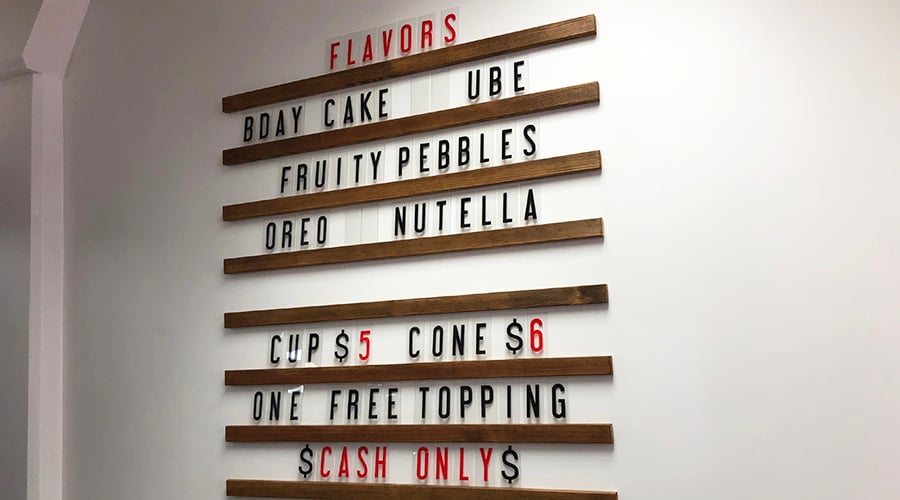 FLAVORS
BDAY CAKE UBE
FRUITY PEBBLES
OREO NUTELLA
CUP $5 CONE $6
ONE FREE TOPPING
$CASH ONLY$